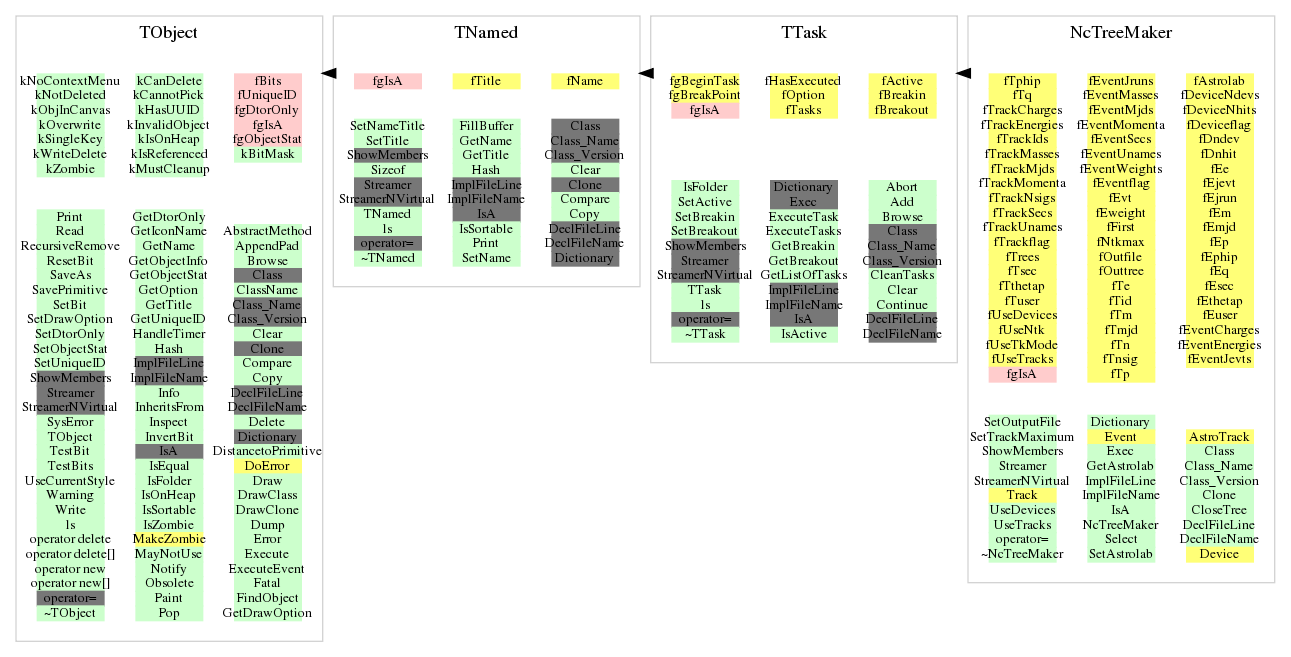 TObject
kNoContextMenu kCanDelete fBits
kNotDeleted kCannotPick fUniqueID
kObjInCanvas kHasUUID fgDtorOnly
kOverwrite kInvalidObject fgIsA
kSingleKey kIsOnHeap fgObjectStat
kWriteDelete kIsReferenced kBitMask
kZombie kMustCleanup
Print GetDtorOnly
Read GetIconName AbstractMethod
RecursiveRemove GetName AppendPad
ResetBit GetObjectInfo Browse
SaveAs GetObjectStat Class
SavePrimitive GetOption ClassName
SetBit GetTitle Class_Name
SetDrawOption GetUniqueID Class_Version
SetDtorOnly HandleTimer Clear
SetObjectStat Hash Clone
SetUniqueID ImplFileLine Compare
ShowMembers ImplFileName Copy
Streamer Info DeclFileLine
StreamerNVirtual InheritsFrom DeclFileName
SysError Inspect Delete
TObject InvertBit Dictionary
TestBit IsA DistancetoPrimitive
TestBits IsEqual DoError
UseCurrentStyle IsFolder Draw
Warning IsOnHeap DrawClass
Write IsSortable DrawClone
ls IsZombie Dump
operator delete MakeZombie Error
operator delete[] MayNotUse Execute
operator new Notify ExecuteEvent
operator new[] Obsolete Fatal
operator= Paint FindObject
~TObject Pop GetDrawOption
TNamed
fgIsA fTitle fName
SetNameTitle FillBuffer Class
SetTitle GetName Class_Name
ShowMembers GetTitle Class_Version
Sizeof Hash Clear
Streamer ImplFileLine Clone
StreamerNVirtual ImplFileName Compare
TNamed IsA Copy
ls IsSortable DeclFileLine
operator= Print DeclFileName
~TNamed SetName Dictionary
TTask
fgBeginTask fHasExecuted fActive
fgBreakPoint fOption fBreakin
fgIsA fTasks fBreakout
IsFolder Dictionary Abort
SetActive Exec Add
SetBreakin ExecuteTask Browse
SetBreakout ExecuteTasks Class
ShowMembers GetBreakin Class_Name
Streamer GetBreakout Class_Version
StreamerNVirtual GetListOfTasks CleanTasks
TTask ImplFileLine Clear
ls ImplFileName Continue
operator= IsA DeclFileLine
~TTask IsActive DeclFileName
NcTreeMaker
fTphip fEventJruns fAstrolab
fTq fEventMasses fDeviceNdevs
fTrackCharges fEventMjds fDeviceNhits
fTrackEnergies fEventMomenta fDeviceflag
fTrackIds fEventSecs fDndev
fTrackMasses fEventUnames fDnhit
fTrackMjds fEventWeights fEe
fTrackMomenta fEventflag fEjevt
fTrackNsigs fEvt fEjrun
fTrackSecs fEweight fEm
fTrackUnames fFirst fEmjd
fTrackflag fNtkmax fEp
fTrees fOutfile fEphip
fTsec fOuttree fEq
fTthetap fTe fEsec
fTuser fTid fEthetap
fUseDevices fTm fEuser
fUseNtk fTmjd fEventCharges
fUseTkMode fTn fEventEnergies
fUseTracks fTnsig fEventJevts
fgIsA fTp
SetOutputFile Dictionary
SetTrackMaximum Event AstroTrack
ShowMembers Exec Class
Streamer GetAstrolab Class_Name
StreamerNVirtual ImplFileLine Class_Version
Track ImplFileName Clone
UseDevices IsA CloseTree
UseTracks NcTreeMaker DeclFileLine
operator= Select DeclFileName
~NcTreeMaker SetAstrolab Device